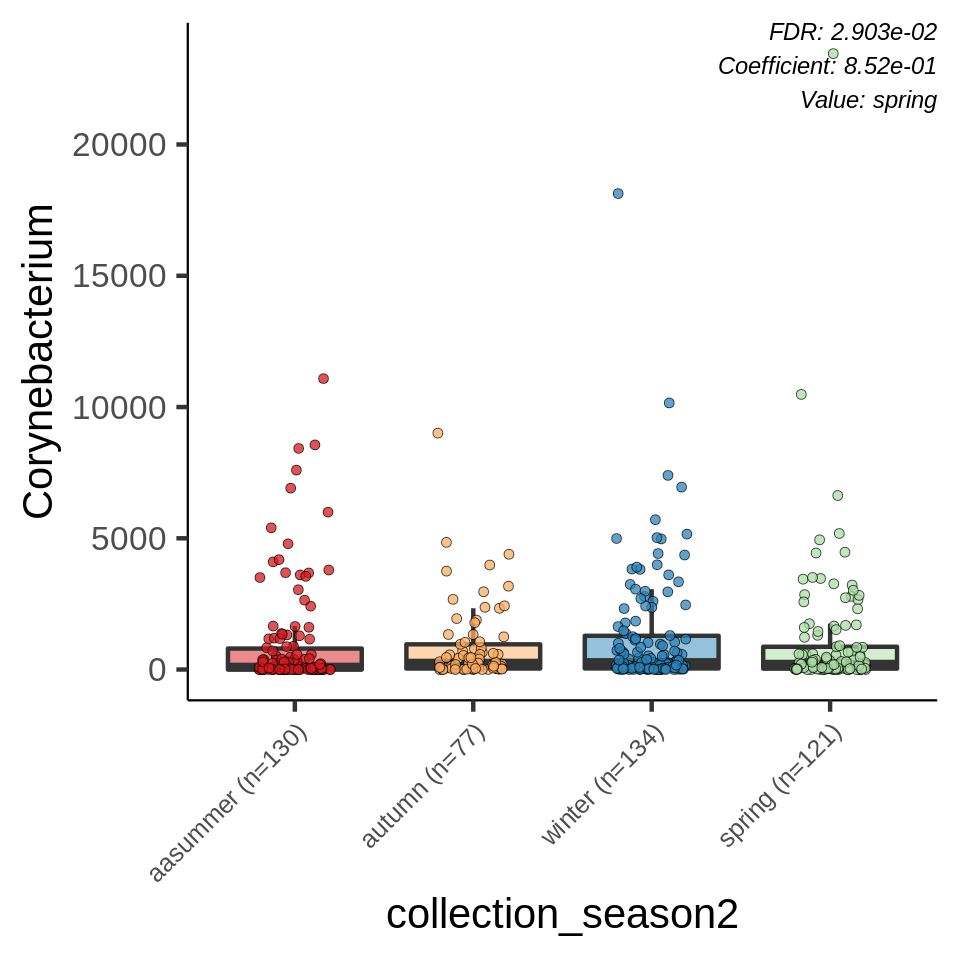 FDR: 2.903e-02
Coefficient: 8.52e-01
Value: spring
Corynebacterium
20000
15000
10000
5000
0
aasummer (n=130)
autumn (n=77)
winter (n=134)
spring (n=121)
collection_season2